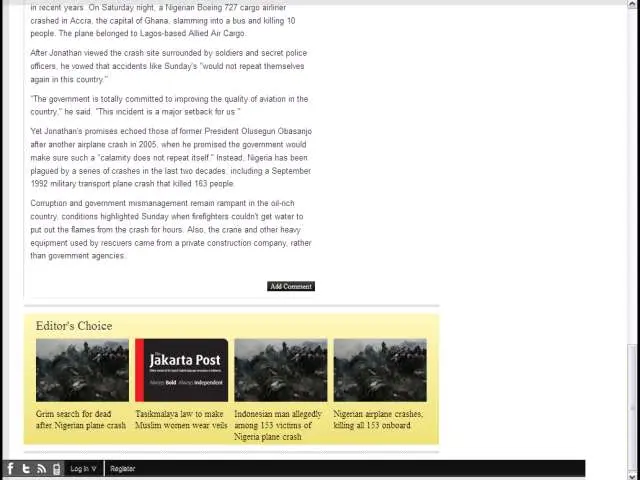 in recent years. On Saturday night, a Nigerian Boeing 727 cargo airliner
crashed in Accra, the capital of Ghana, slamming into a bus and killing 10
people. The plane belonged to Lagos-based Allied Air Cargo.
After Jonathan viewed the crash site surrounded by soldiers and secret police
officers, he vowed that accidents like Sunday's "would not repeat themselves
again in this country."
"The government is totally committed to improving the quality of aviation in the
country," he said. "This incident is a major setback for us."
Yet Jonathan's promises echoed those of former President Olusegun Obasanjo
after another airplane crash in 2005, when he promised the government would
make sure such a "calamity does not repeat itself." Instead, Nigeria has been
plagued by a series of crashes in the last two decades, including a September
1992 military transport plane crash that killed 163 people.
Corruption and government mismanagement remain rampant in the oil-rich
country, conditions highlighted Sunday when firefighters couldn't get water to
put out the flames from the crash for hours. Also, the crane and other heavy
equipment used by rescuers came from a private construction company, rather
than government agencies.
Add Comment
Editor's Choice
The
Jakarta Post
Always Bold Always Independent
Grim search for dead
after Nigerian plane crash
Tasikmalaya law to make
Muslim women wear veils
Indonesian man allegedly
among 153 victims of
Nigeria plane crash
Nigerian airplane crashes,
killing all 153 onboard
Log in V
Register